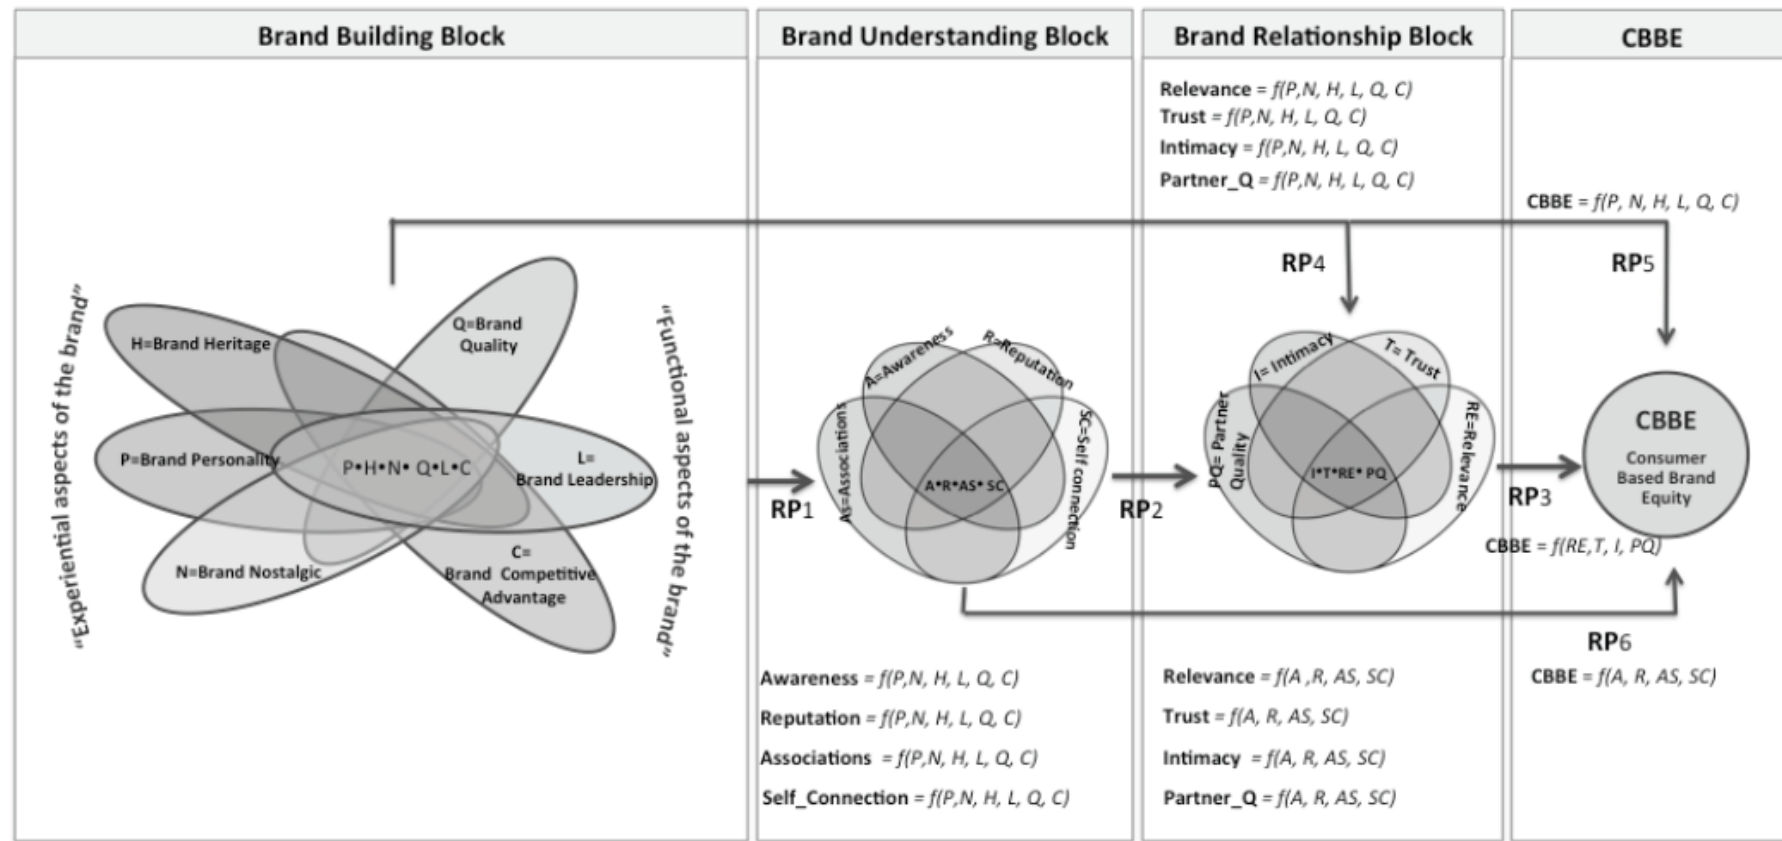 Brand Building Block
Brand Understanding Block
Brand Relationship Block
CBBE
Relevance = f(P,N, H, L, Q, C)
Trust = f(P,N, H, L, Q, C)
Intimacy = f(P,N, H, L, Q, C)
Partner_Q = f(P,N, H, L, Q, C)
CBBE = f(P, N, H, L, Q, C)
RP4
RP5
"Experiential aspects of the brand"
H=Brand Heritage
Q=Brand
Quality
P=Brand Personality
P•H•N• Q•L•C
L=
Brand Leadership
N=Brand Nostalgic
C=
Brand Competitive
Advantage
"Functional aspects of the brand"
RP1
As=Associations
A=Awareness
R=Reputation
SC=Self connection
A•R•AS• SC
RP2
PQ= Partner
Quality
I= Intimacy
T= Trust
RE=Relevance
I•T•RE• PQ
RP3
CBBE
Consumer
Based Brand
Equity
CBBE = f(RE,T, I, PQ)
RP6
CBBE = f(A, R, AS, SC)
Awareness = f(P,N, H, L, Q, C)
Reputation = f(P,N, H, L, Q, C)
Associations = f(P,N, H, L, Q, C)
Self_Connection = f(P,N, H, L, Q, C)
Relevance = f(A ,R, AS, SC)
Trust = f(A, R, AS, SC)
Intimacy = f(A, R, AS, SC)
Partner_Q = f(A, R, AS, SC)